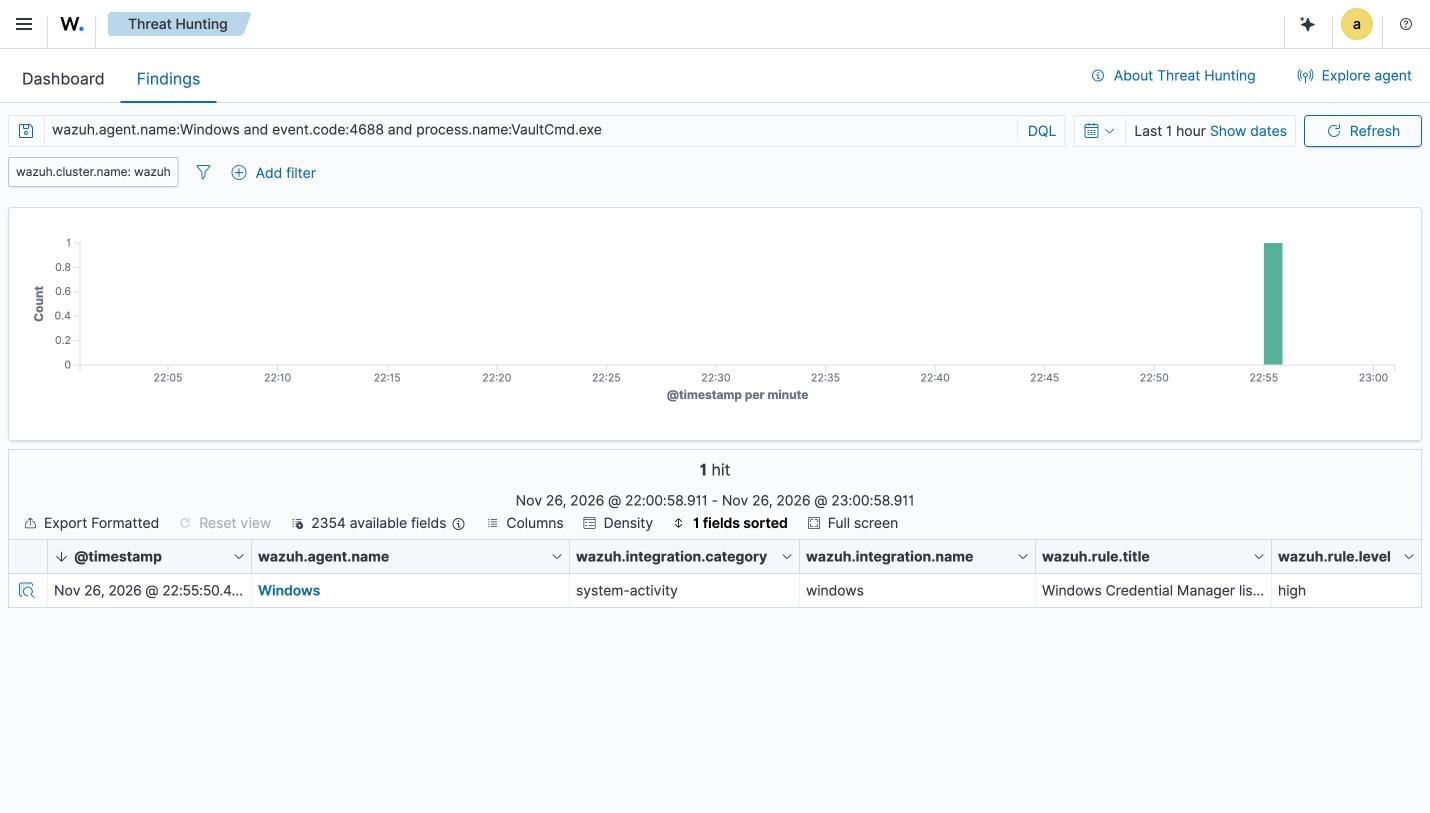 W. Threat Hunting a
Dashboard Findings About Threat Hunting Explore agent
wazuh.agent.name:Windows and event.code:4688 and process.name:VaultCmd.exe DQL Last 1 hour Show dates Refresh
wazuh.cluster.name: wazuh Add filter
1
0.8
0.6
0.4
0.2
0
Count
22:05 22:10 22:15 22:20 22:25 22:30 22:35 22:40 22:45 22:50 22:55 23:00
@timestamp per minute
1 hit
Nov 26, 2026 @ 22:00:58.911 - Nov 26, 2026 @ 23:00:58.911
Export Formatted Reset view 2354 available fields Columns Density 1 fields sorted Full screen
@timestamp wazuh.agent.name wazuh.integration.category wazuh.integration.name wazuh.rule.title wazuh.rule.level
Nov 26, 2026 @ 22:55:50.4... Windows system-activity windows Windows Credential Manager lis... high